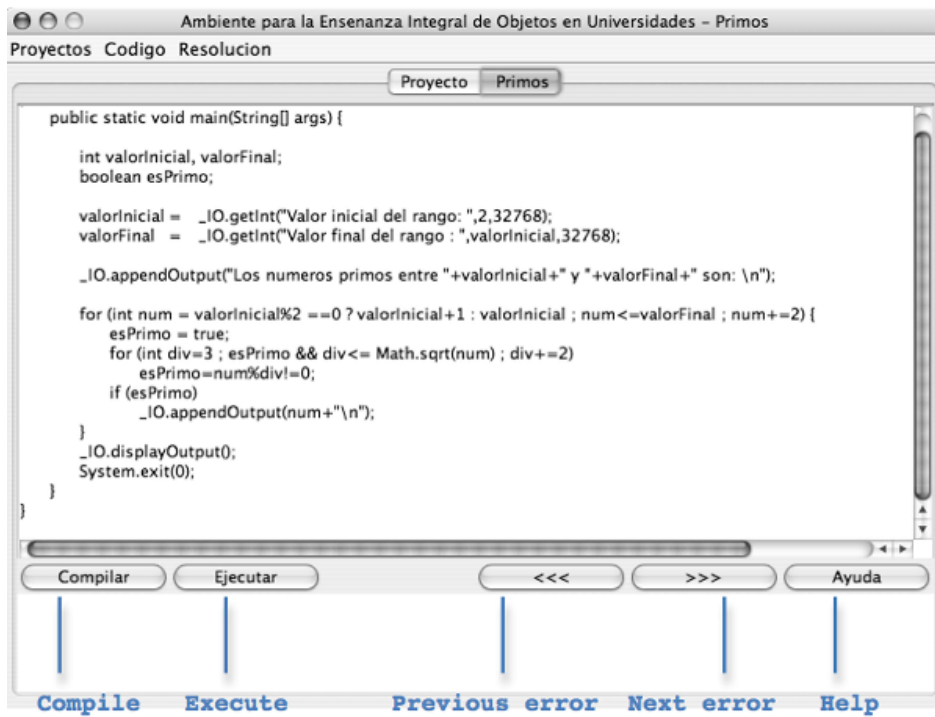 Ambiente para la Ensenanza Integral de Objetos en Universidades – Primos
Proyectos Codigo Resolucion
Proyecto Primos
public static void main(String[] args) {
int valorInicial, valorFinal;
boolean esPrimo;
valorInicial = _IO.getInt("Valor inicial del rango: ",2,32768);
valorFinal = _IO.getInt("Valor final del rango : ",valorInicial,32768);
_IO.appendOutput("Los numeros primos entre "+valorInicial+" y "+valorFinal+" son: \n");
for (int num = valorInicial%2 ==0 ? valorInicial+1 : valorInicial ; num<=valorFinal ; num+=2) {
esPrimo = true;
for (int div=3 ; esPrimo && div<= Math.sqrt(num) ; div+=2)
esPrimo=num%div!=0;
if (esPrimo)
_IO.appendOutput(num+"\n");
}
_IO.displayOutput();
System.exit(0);
}
}
Compilar Ejecutar <<< >>> Ayuda
Compile Execute Previous error Next error Help